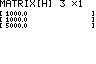 MATRIX[H] 3 ×1
[ 1000.0 ]
[ 1000.0 ]
[ 5000.0 ]